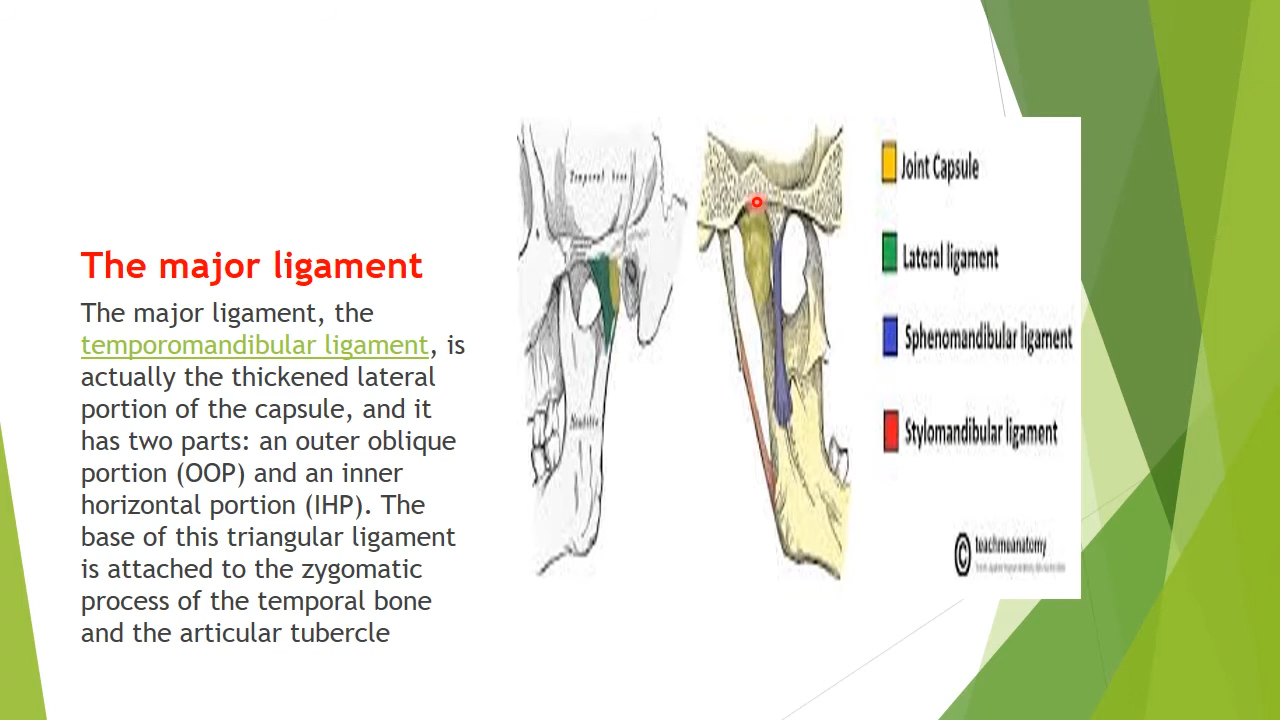 The major ligament
The major ligament, the
temporomandibular ligament, is
actually the thickened lateral
portion of the capsule, and it
has two parts: an outer oblique
portion (OOP) and an inner
horizontal portion (IHP). The
base of this triangular ligament
is attached to the zygomatic
process of the temporal bone
and the articular tubercle
Temporal bone
Joint Capsule
Lateral ligament
Sphenomandibular ligament
Stylomandibular ligament
© teachmeanatomy